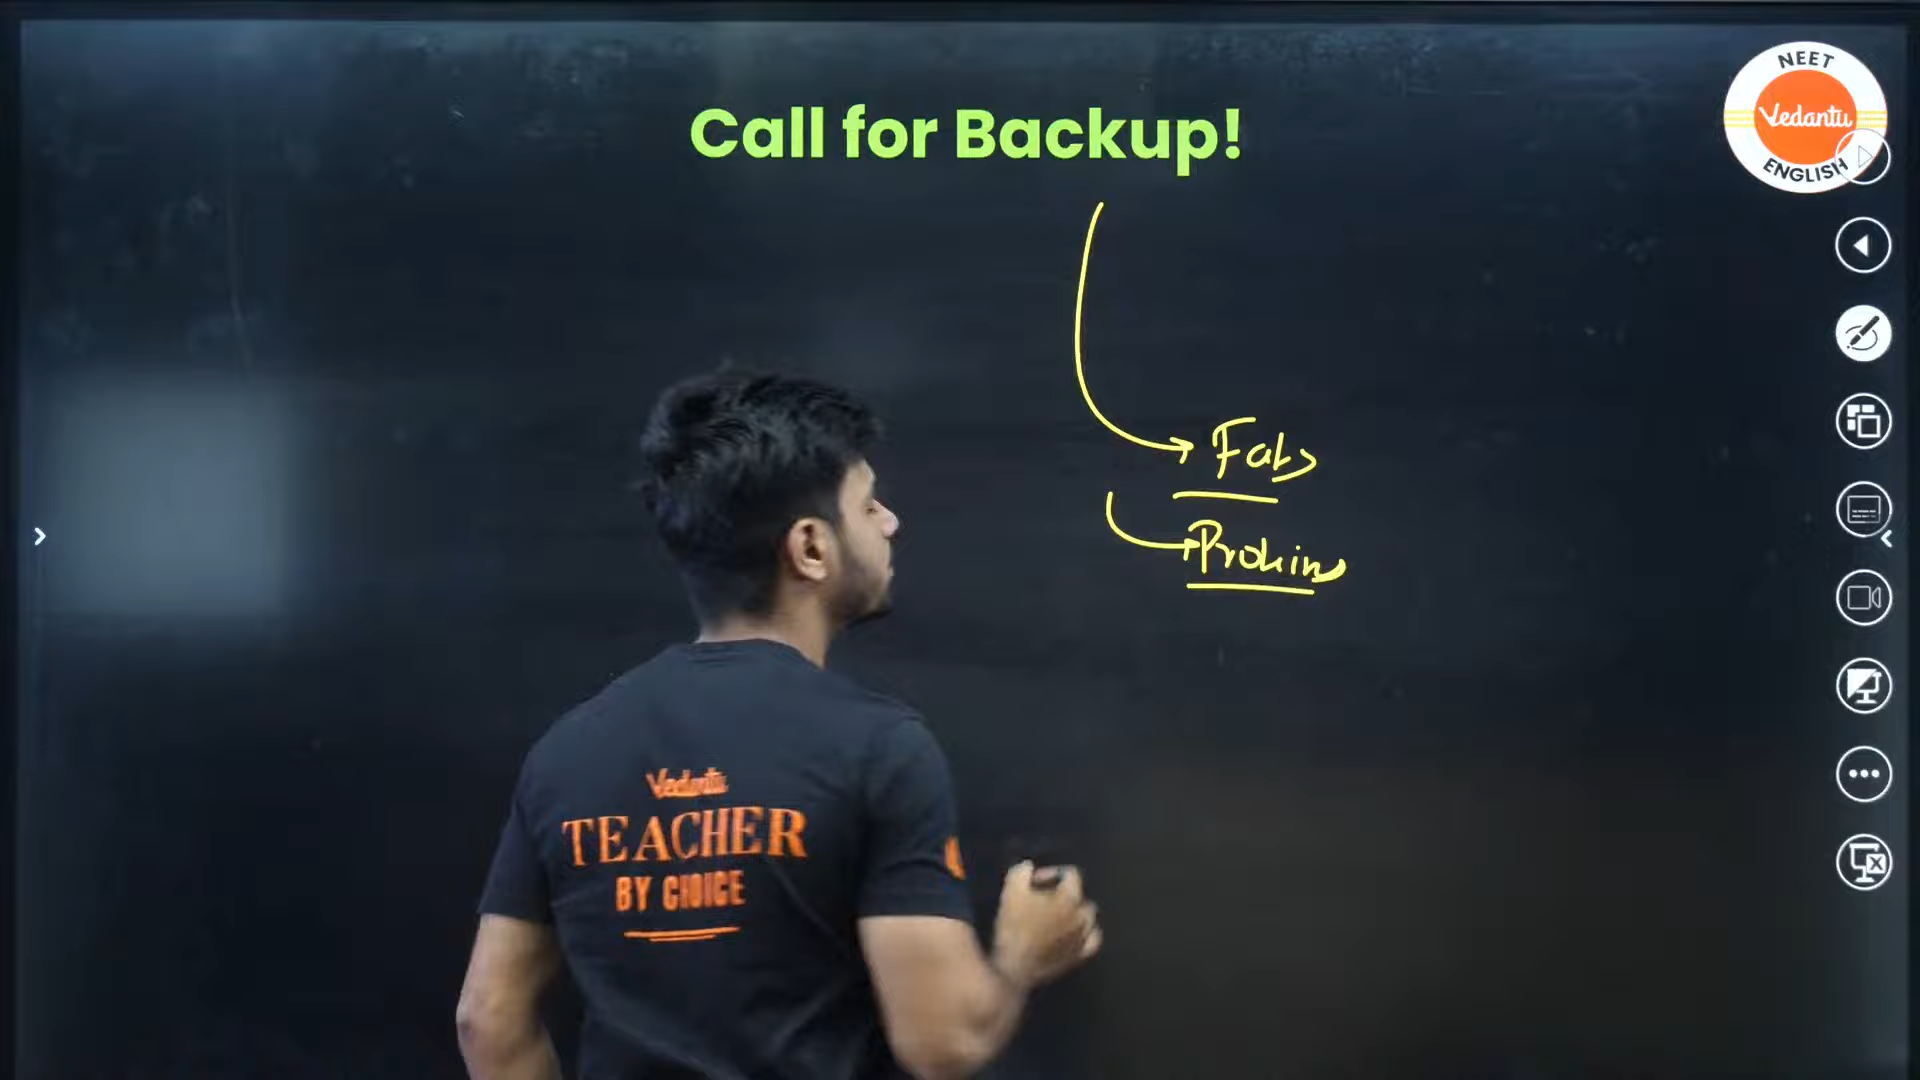 Call for Backup!
NEET
Vedantu
ENGLISH
Fats
Proteins
Vedantu
TEACHER
BY CHOICE